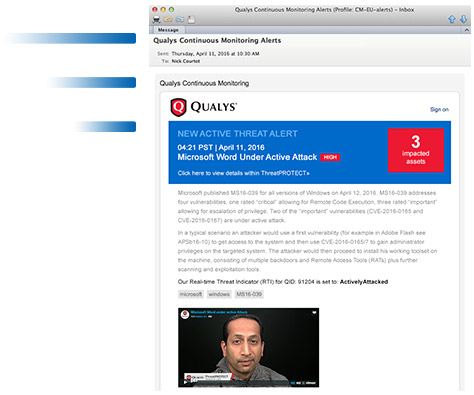 Qualys Continuous Monitoring Alerts (Profile: CM-EU-alerts) – Inbox
Message
Qualys Continuous Monitoring Alerts
Sent: Thursday, April 11, 2016 at 10:30 AM
To: Nick Courtot
Qualys Continuous Monitoring
QUALYS
Sign on
NEW ACTIVE THREAT ALERT
04:21 PST | April 11, 2016
Microsoft Word Under Active Attack HIGH
Click here to view details within ThreatPROTECT»
3
impacted
assets
Microsoft published MS16-039 for all versions of Windows on April 12, 2016. MS16-039 addresses
four vulnerabilities, one rated "critical" allowing for Remote Code Execution, three rated "important"
allowing for escalation of privilege. Two of the "important" vulnerabilities (CVE-2016-0165 and
CVE-2016-0167) are under active attack.
In a typical scenario an attacker would use a first vulnerability (for example in Adobe Flash see
APSB16-10) to get access to the system and then use CVE-2016-0165/7 to gain administrator
privileges on the targeted system. The attacker would then proceed to install his working toolset on
the machine, consisting of multiple backdoors and Remote Access Tools (RATs) plus further
scanning and exploitation tools.
Our Real-time Threat Indicator (RTI) for QID: 91204 is set to: ActivelyAttacked
microsoft windows MS16-039
Microsoft Word under active Attack
ThreatPROTECT
vimeo